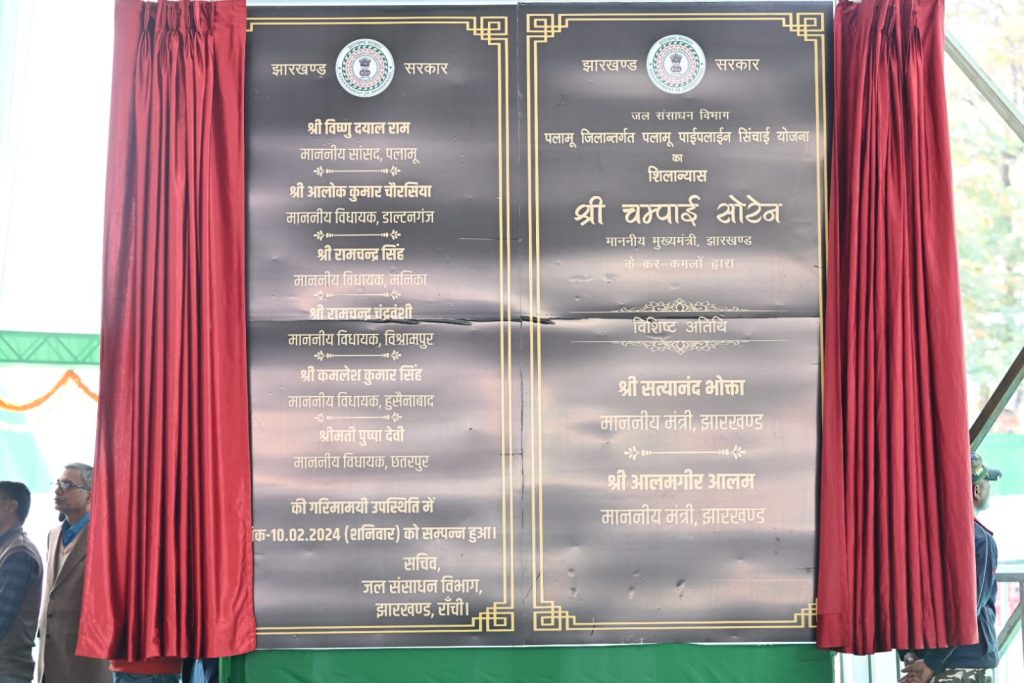 झारखण्ड सरकार
श्री विष्णु दयाल राम
माननीय सांसद, पलामू
श्री आलोक कुमार चौरसिया
माननीय विधायक, डाल्टनगंज
श्री रामचन्द्र सिंह
माननीय विधायक, मनिका
श्री रामचन्द्र चंद्रवंशी
माननीय विधायक, विश्रामपुर
श्री कमलेश कुमार सिंह
माननीय विधायक, हुसैनाबाद
श्रीमती पुष्पा देवी
माननीय विधायक, छतरपुर
की गरिमामयी उपस्थिति में
ंक-10.02.2024 (शनिवार) को सम्पन्न हुआ।
सचिव,
जल संसाधन विभाग,
झारखण्ड, राँची।
झारखण्ड सरकार
जल संसाधन विभाग
पलामू जिलान्तर्गत पलामू पाईपलाईन सिंचाई योजना
का
शिलान्यास
श्री चम्पाई सोरेन
माननीय मुख्यमंत्री, झारखण्ड
के कर-कमलों द्वारा
विशिष्ट अतिथि
श्री सत्यानंद भोक्ता
माननीय मंत्री, झारखण्ड
श्री आलमगीर आलम
माननीय मंत्री, झारखण्ड